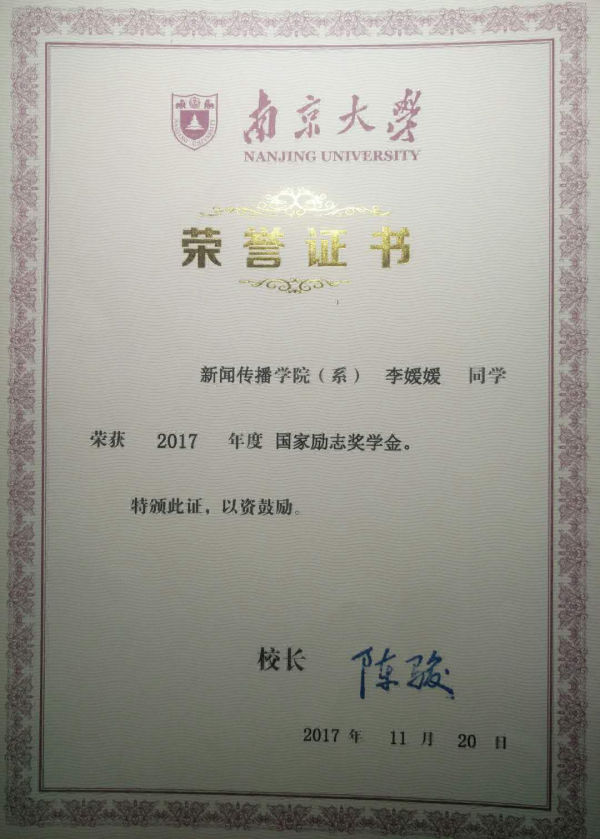 南京大學
NANJING UNIVERSITY
荣誉证书
新闻传播学院（系） 李媛媛 同学
荣获 2017 年度 国家励志奖学金。
特颁此证，以资鼓励。
校长 陈骏
2017 年 11 月 20 日